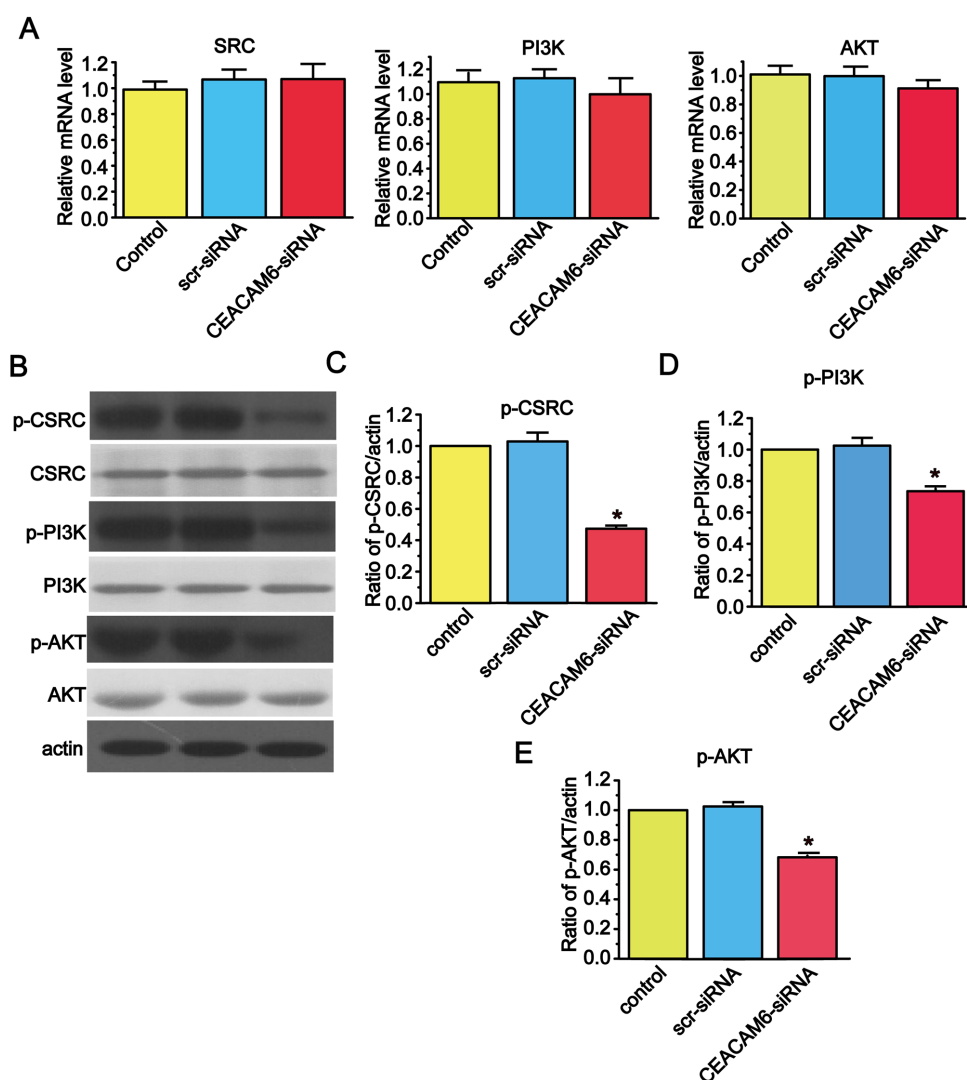 A
SRC
Relative mRNA level
1.2
1.0
0.8
0.6
0.4
0.2
0.0
Control
scr-siRNA
CEACAM6-siRNA
PI3K
Relative mRNA level
1.2
1.0
0.8
0.6
0.4
0.2
0.0
Control
scr-siRNA
CEACAM6-siRNA
AKT
Relative mRNA level
1.0
0.8
0.6
0.4
0.2
0.0
Control
scr-siRNA
CEACAM6-siRNA
B
p-CSRC
CSRC
p-PI3K
PI3K
p-AKT
AKT
actin
C
p-CSRC
Ratio of p-CSRC/actin
1.2
1.0
0.8
0.6
0.4
0.2
0.0
*
control
scr-siRNA
CEACAM6-siRNA
D
p-PI3K
Ratio of p-PI3K/actin
1.2
1.0
0.8
0.6
0.4
0.2
0.0
*
control
scr-siRNA
CEACAM6-siRNA
E
p-AKT
Ratio of p-AKT/actin
1.2
1.0
0.8
0.6
0.4
0.2
0.0
*
control
scr-siRNA
CEACAM6-siRNA